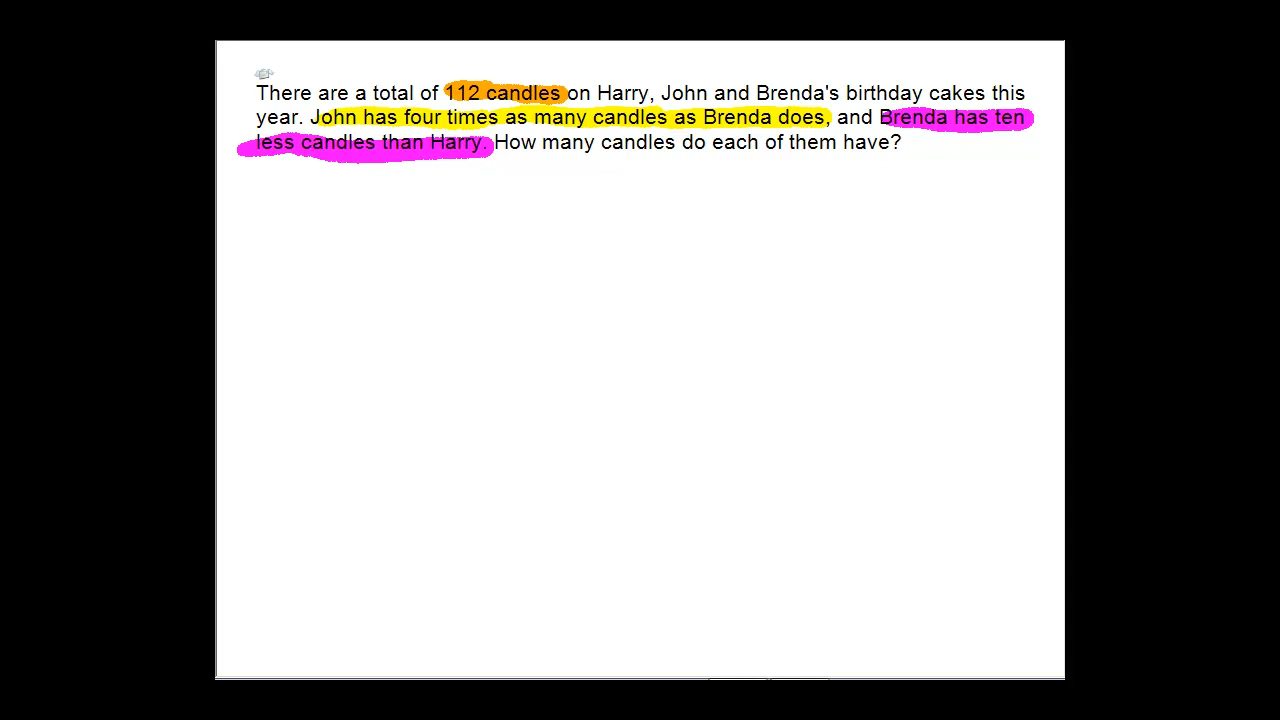 There are a total of 112 candles on Harry, John and Brenda's birthday cakes this
year. John has four times as many candles as Brenda does, and Brenda has ten
less candles than Harry. How many candles do each of them have?